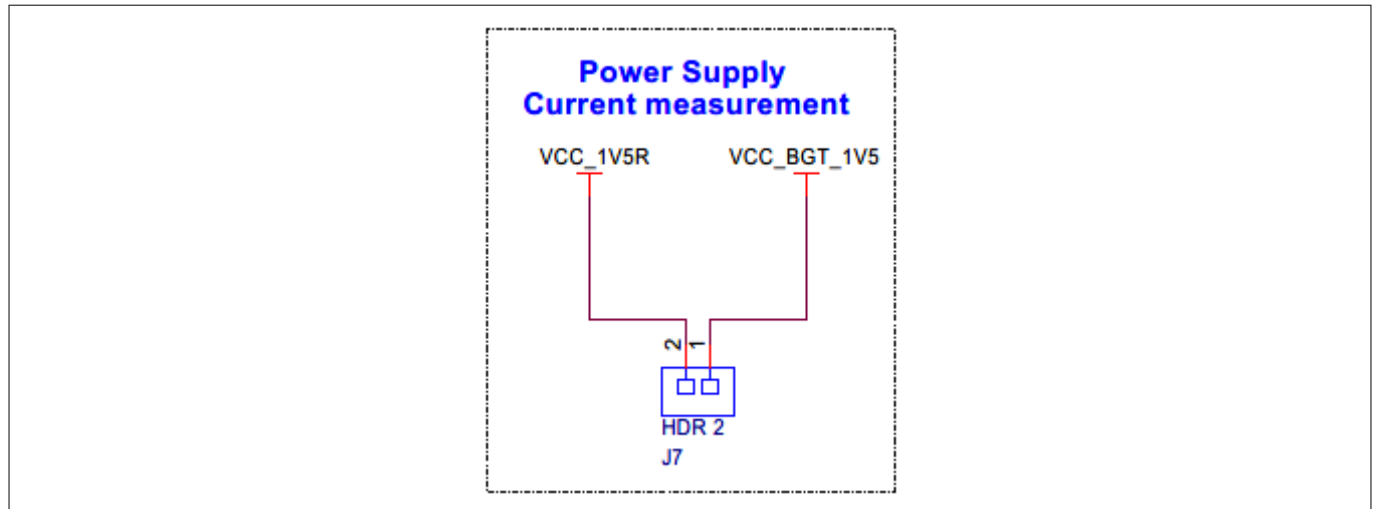 Power Supply
Current measurement
VCC_1V5R VCC_BGT_1V5
2 1
HDR 2
J7